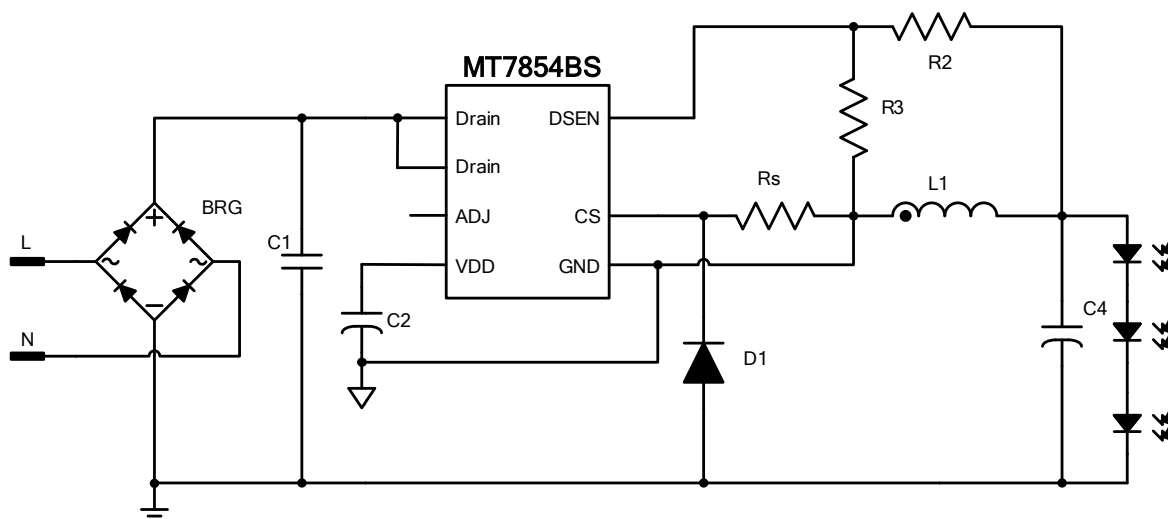 MT7854BS
R2
R3
Drain
DSEN
Drain
Rs
L1
BRG
ADJ
CS
L
C1
VDD
GND
C2
C4
N
D1